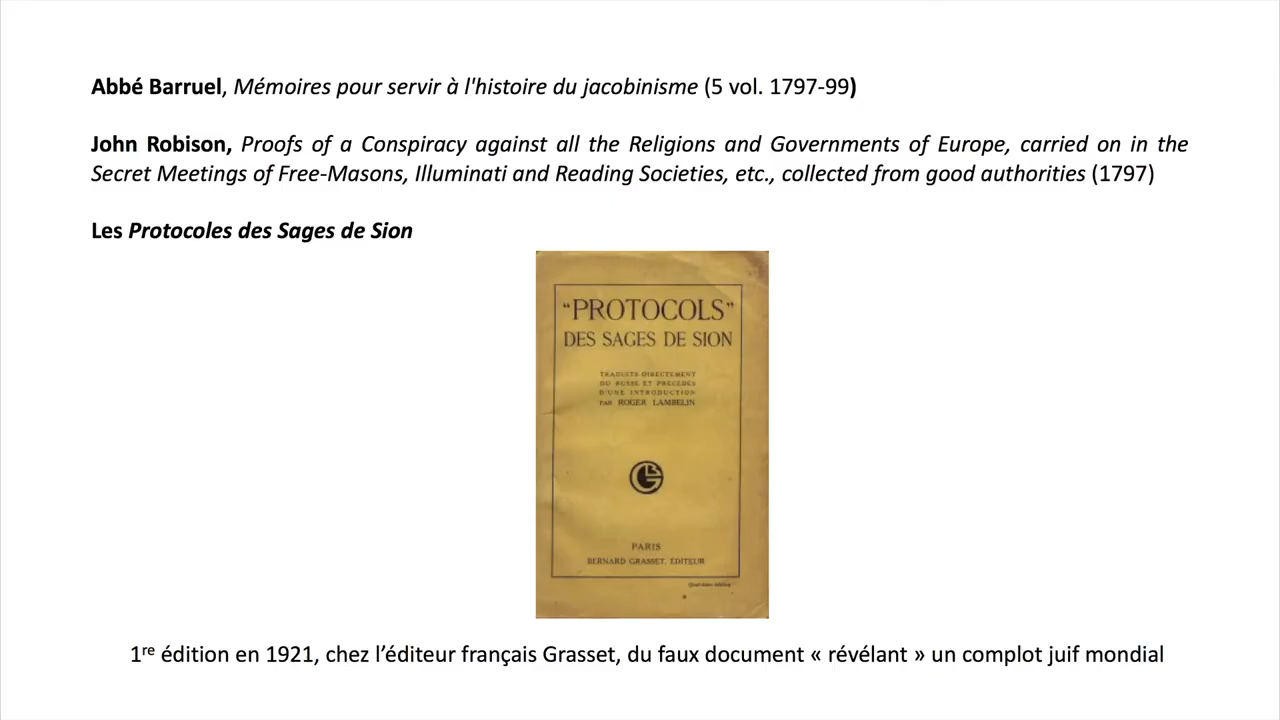 Abbé Barruel, Mémoires pour servir à l'histoire du jacobinisme (5 vol. 1797-99)
John Robison, Proofs of a Conspiracy against all the Religions and Governments of Europe, carried on in the
Secret Meetings of Free-Masons, Illuminati and Reading Societies, etc., collected from good authorities (1797)
Les Protocoles des Sages de Sion
"PROTOCOLS"
DES SAGES DE SION
TRADUITS DIRECTEMENT
DU RUSSE ET PRÉCÉDÉS
D'UNE INTRODUCTION
PAR ROGER LAMBELIN
PARIS
BERNARD GRASSET, ÉDITEUR
1re édition en 1921, chez l’éditeur français Grasset, du faux document « révélant » un complot juif mondial